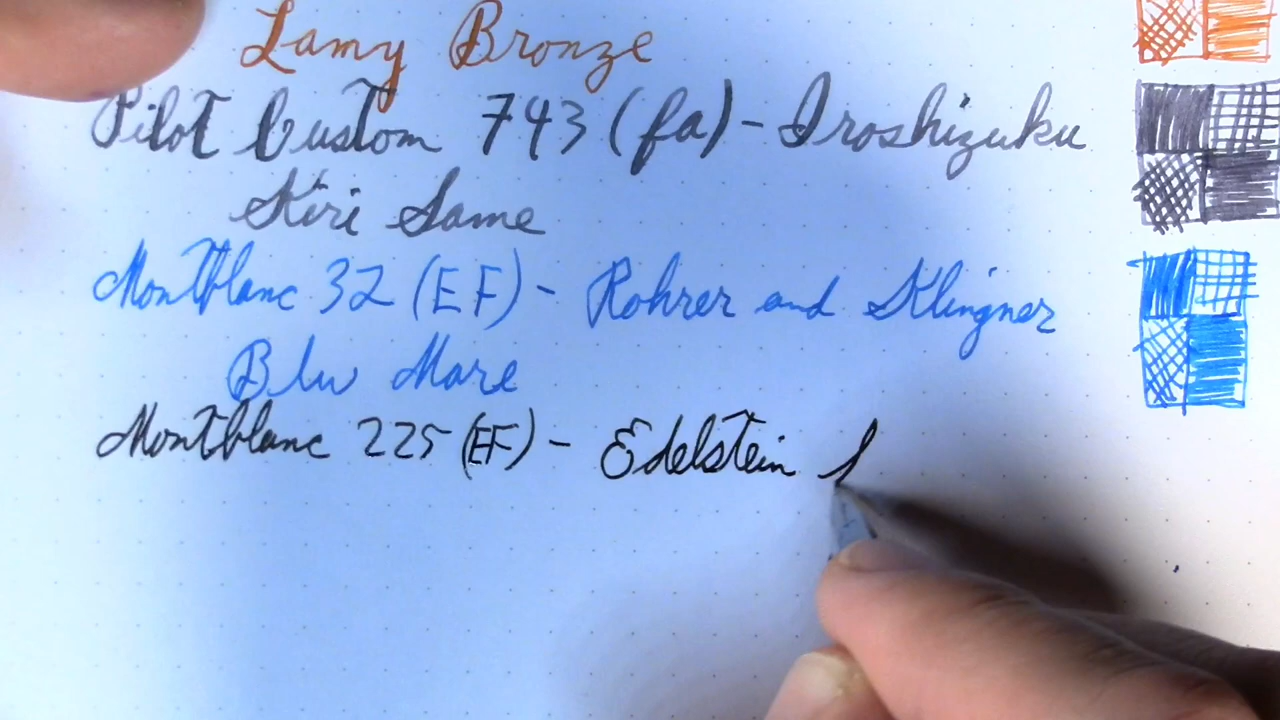 Lamy Bronze
Pilot Custom 743 (fa) - Iroshizuku
Kiri Same
Montblanc 32 (EF) - Rohrer and Klingner
Blu Mare
Montblanc 225 (EF) - Edelstein